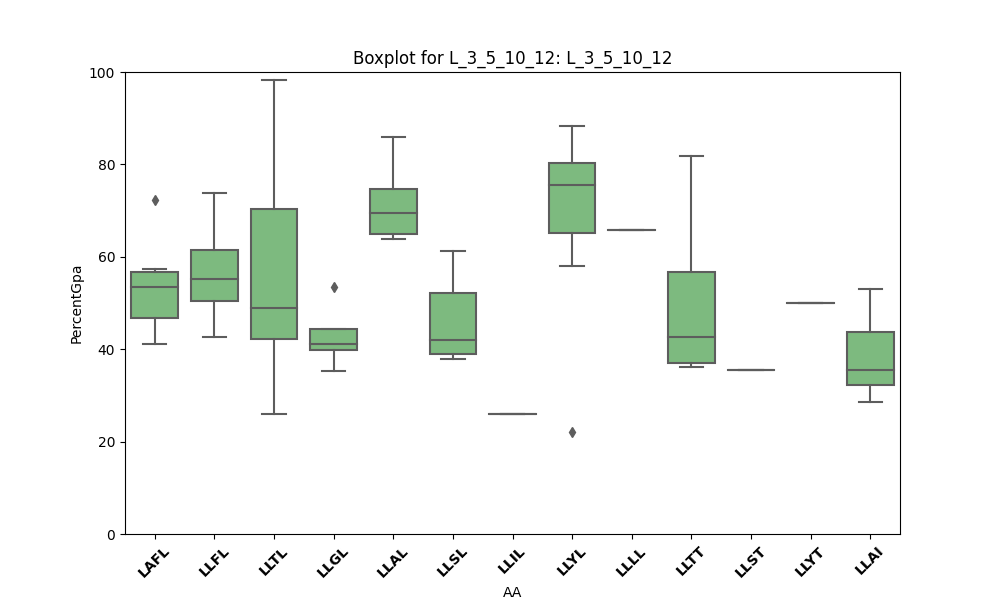 Boxplot for L_3_5_10_12: L_3_5_10_12
100
80
60
40
20
0
PercentGpa
LAFL LLFL LLTL LLGL LLAL LLSL LLIL LLYL LLLL LLTT LLST LLYT LLAI
AA